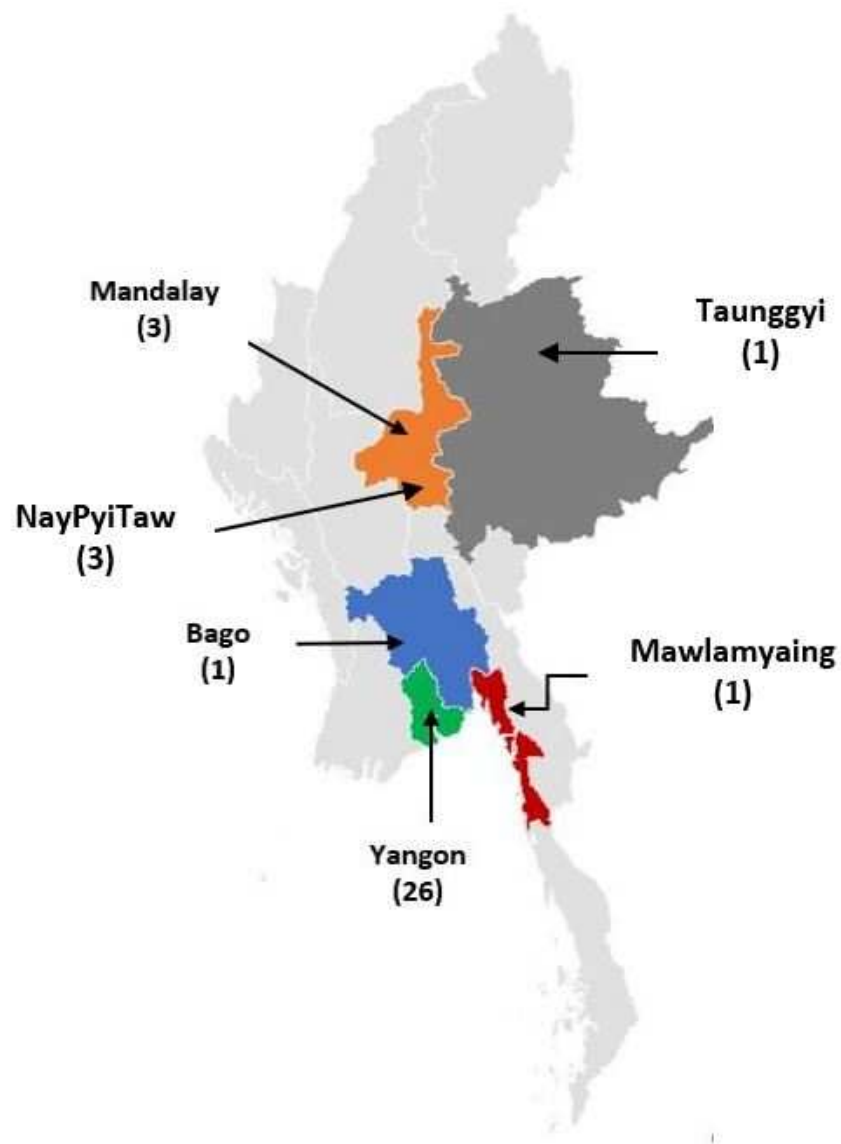 Mandalay
(3)
Taunggyi
(1)
NayPyiTaw
(3)
Bago
(1)
Mawlamyaing
(1)
Yangon
(26)